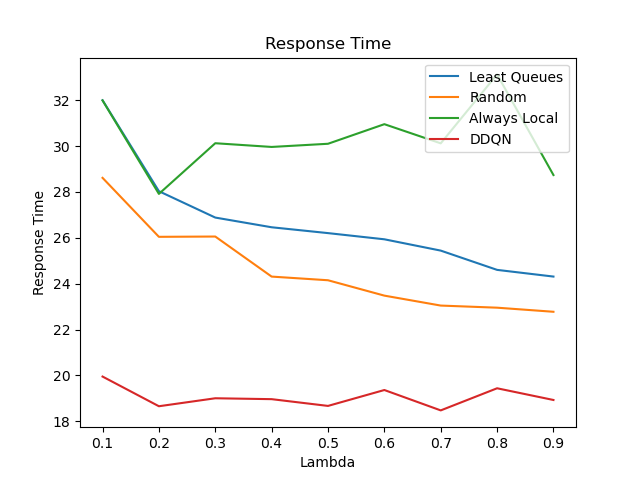 Response Time
Least Queues
Random
Always Local
DDQN
Response Time
32
30
28
26
24
22
20
18
0.1 0.2 0.3 0.4 0.5 0.6 0.7 0.8 0.9
Lambda